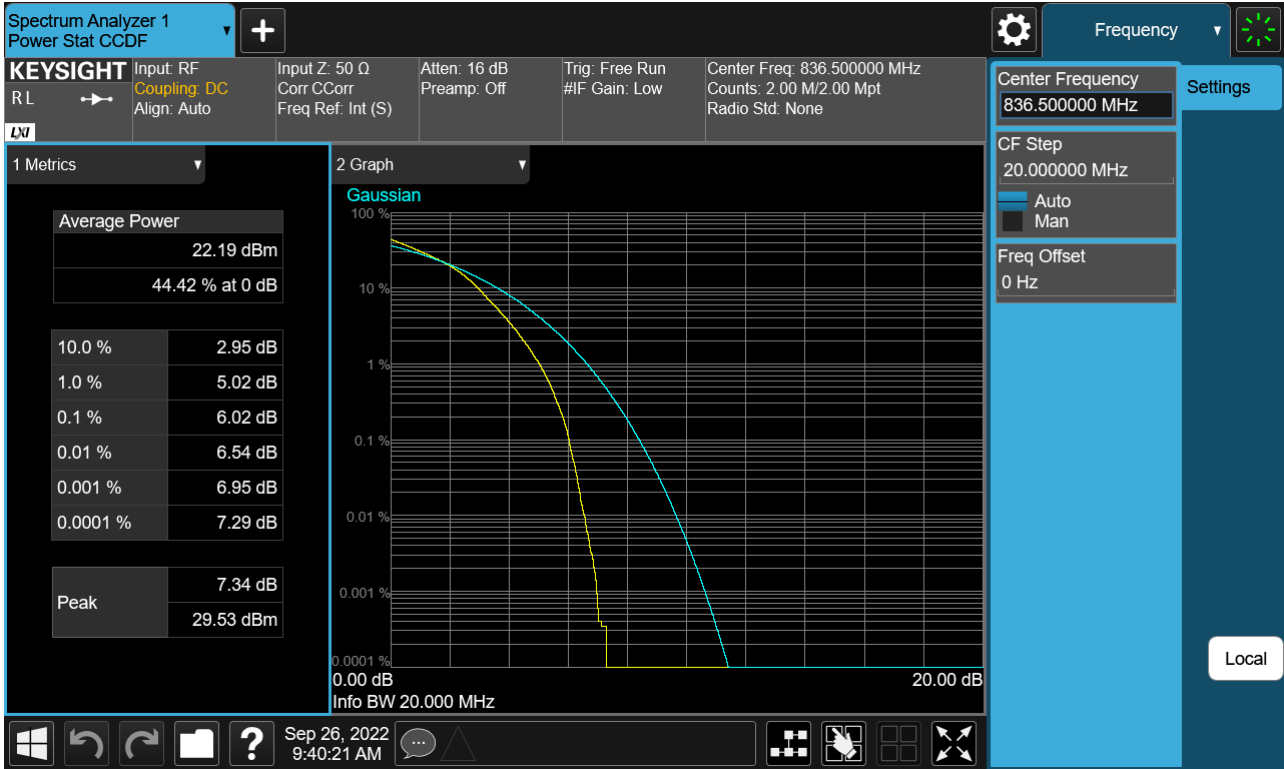 Spectrum Analyzer 1
Power Stat CCDF
Frequency
KEYSIGHT
R L
LXI
Input: RF
Coupling: DC
Align: Auto
Input Z: 50 Ω
Corr CCorr
Freq Ref: Int (S)
Atten: 16 dB
Preamp: Off
Trig: Free Run
#IF Gain: Low
Center Freq: 836.500000 MHz
Counts: 2.00 M/2.00 Mpt
Radio Std: None
Center Frequency
836.500000 MHz
Settings
CF Step
20.000000 MHz
Auto
Man
Freq Offset
0 Hz
Local
1 Metrics
Average Power
22.19 dBm
44.42 % at 0 dB
10.0 % 2.95 dB
1.0 % 5.02 dB
0.1 % 6.02 dB
0.01 % 6.54 dB
0.001 % 6.95 dB
0.0001 % 7.29 dB
Peak
7.34 dB
29.53 dBm
2 Graph
Gaussian
100 %
10 %
1 %
0.1 %
0.01 %
0.001 %
0.0001 %
0.00 dB 20.00 dB
Info BW 20.000 MHz
?
Sep 26, 2022
9:40:21 AM